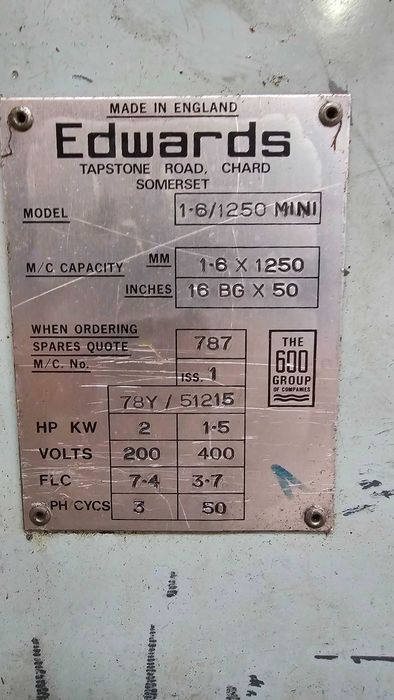 MADE IN ENGLAND
Edwards
TAPSTONE ROAD, CHARD
SOMERSET
MODEL 1·6/1250 MINI
M/C CAPACITY MM 1·6 X 1250
INCHES 16 BG X 50
WHEN ORDERING
SPARES QUOTE 787
M/C. No. ISS. 1
78Y / 51215
HP KW 2 1·5
VOLTS 200 400
FLC 7·4 3·7
PH CYCS 3 50
THE
600
GROUP
OF COMPANIES